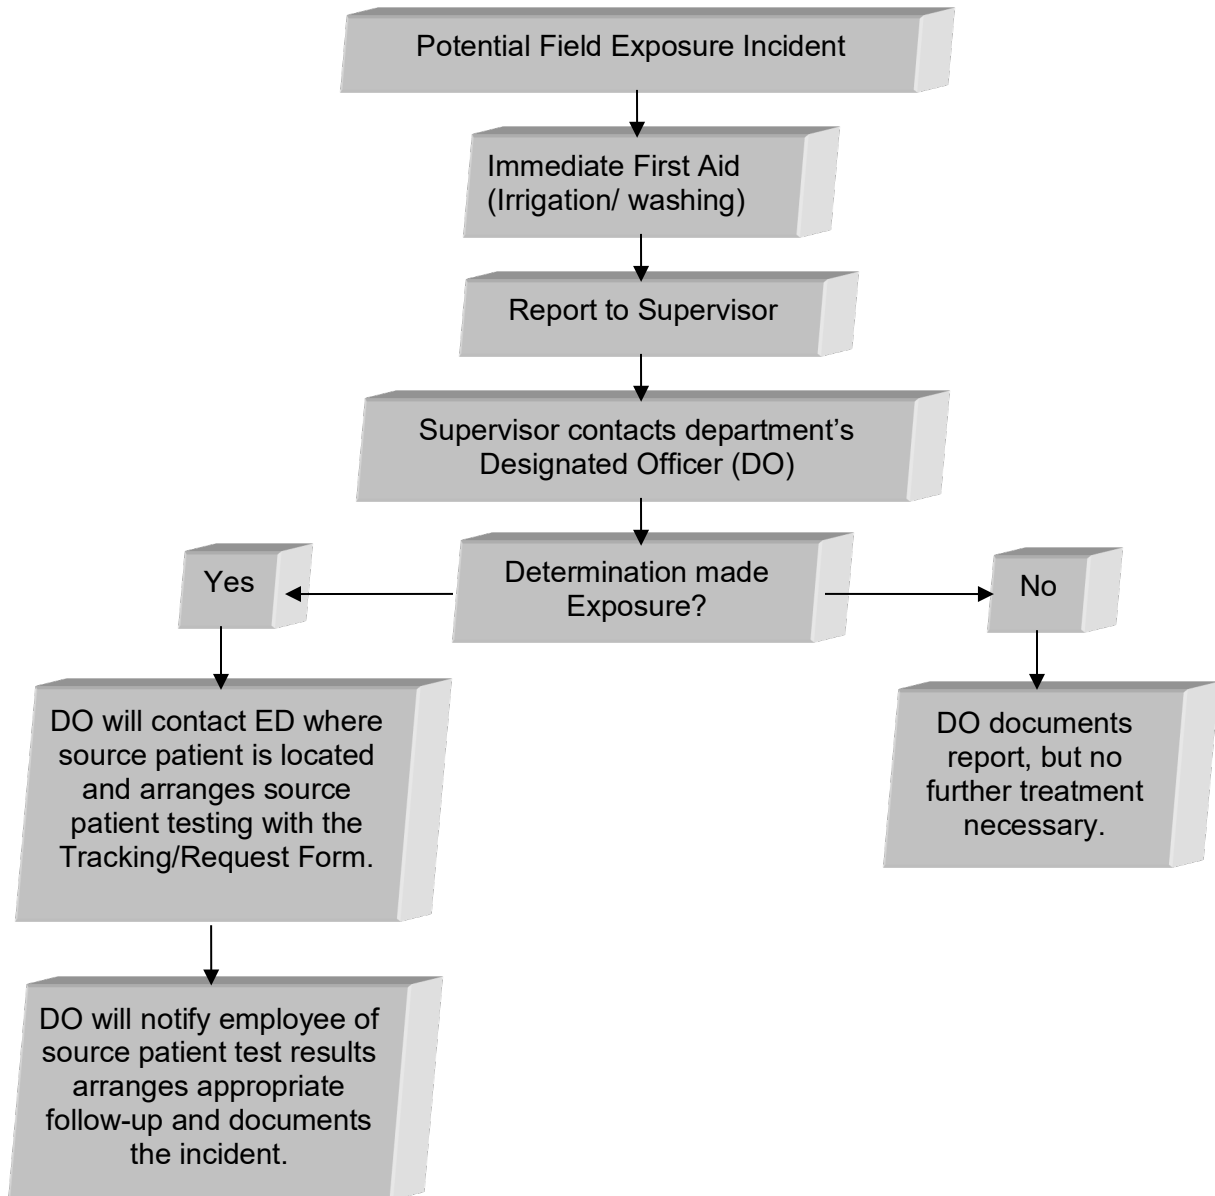 Potential Field Exposure Incident
Immediate First Aid
(Irrigation/ washing)
Report to Supervisor
Supervisor contacts department’s
Designated Officer (DO)
Determination made
Exposure?
Yes
No
DO will contact ED where
source patient is located
and arranges source
patient testing with the
Tracking/Request Form.
DO documents
report, but no
further treatment
necessary.
DO will notify employee of
source patient test results
arranges appropriate
follow-up and documents
the incident.